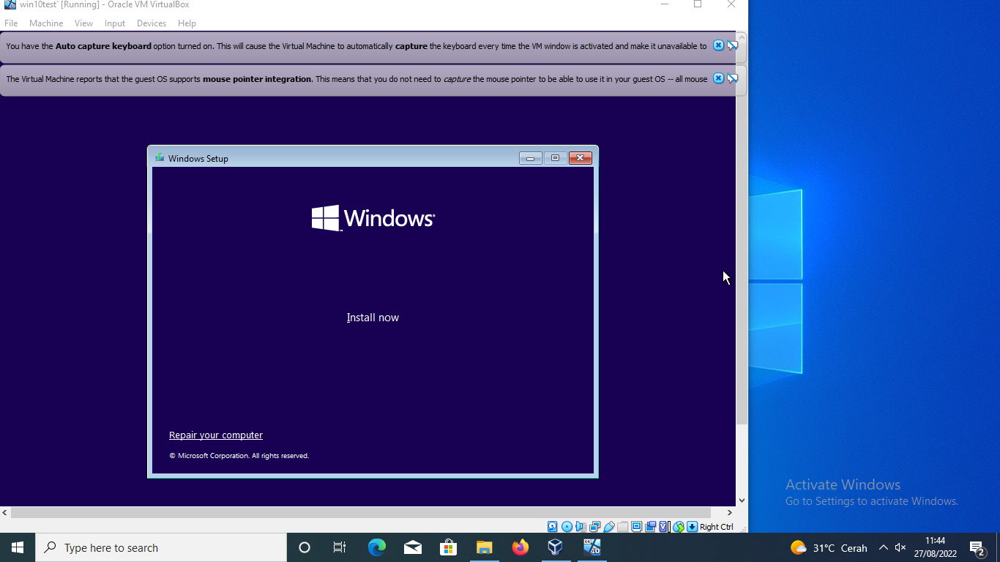 win10test` [Running] - Oracle VM VirtualBox
File Machine View Input Devices Help
You have the Auto capture keyboard option turned on. This will cause the Virtual Machine to automatically capture the keyboard every time the VM window is activated and make it unavailable to
The Virtual Machine reports that the guest OS supports mouse pointer integration. This means that you do not need to capture the mouse pointer to be able to use it in your guest OS -- all mouse
Windows Setup
Windows
Install now
Repair your computer
© Microsoft Corporation. All rights reserved.
Activate Windows
Go to Settings to activate Windows.
Right Ctrl
Type here to search
31°C Cerah
11:44
27/08/2022
2